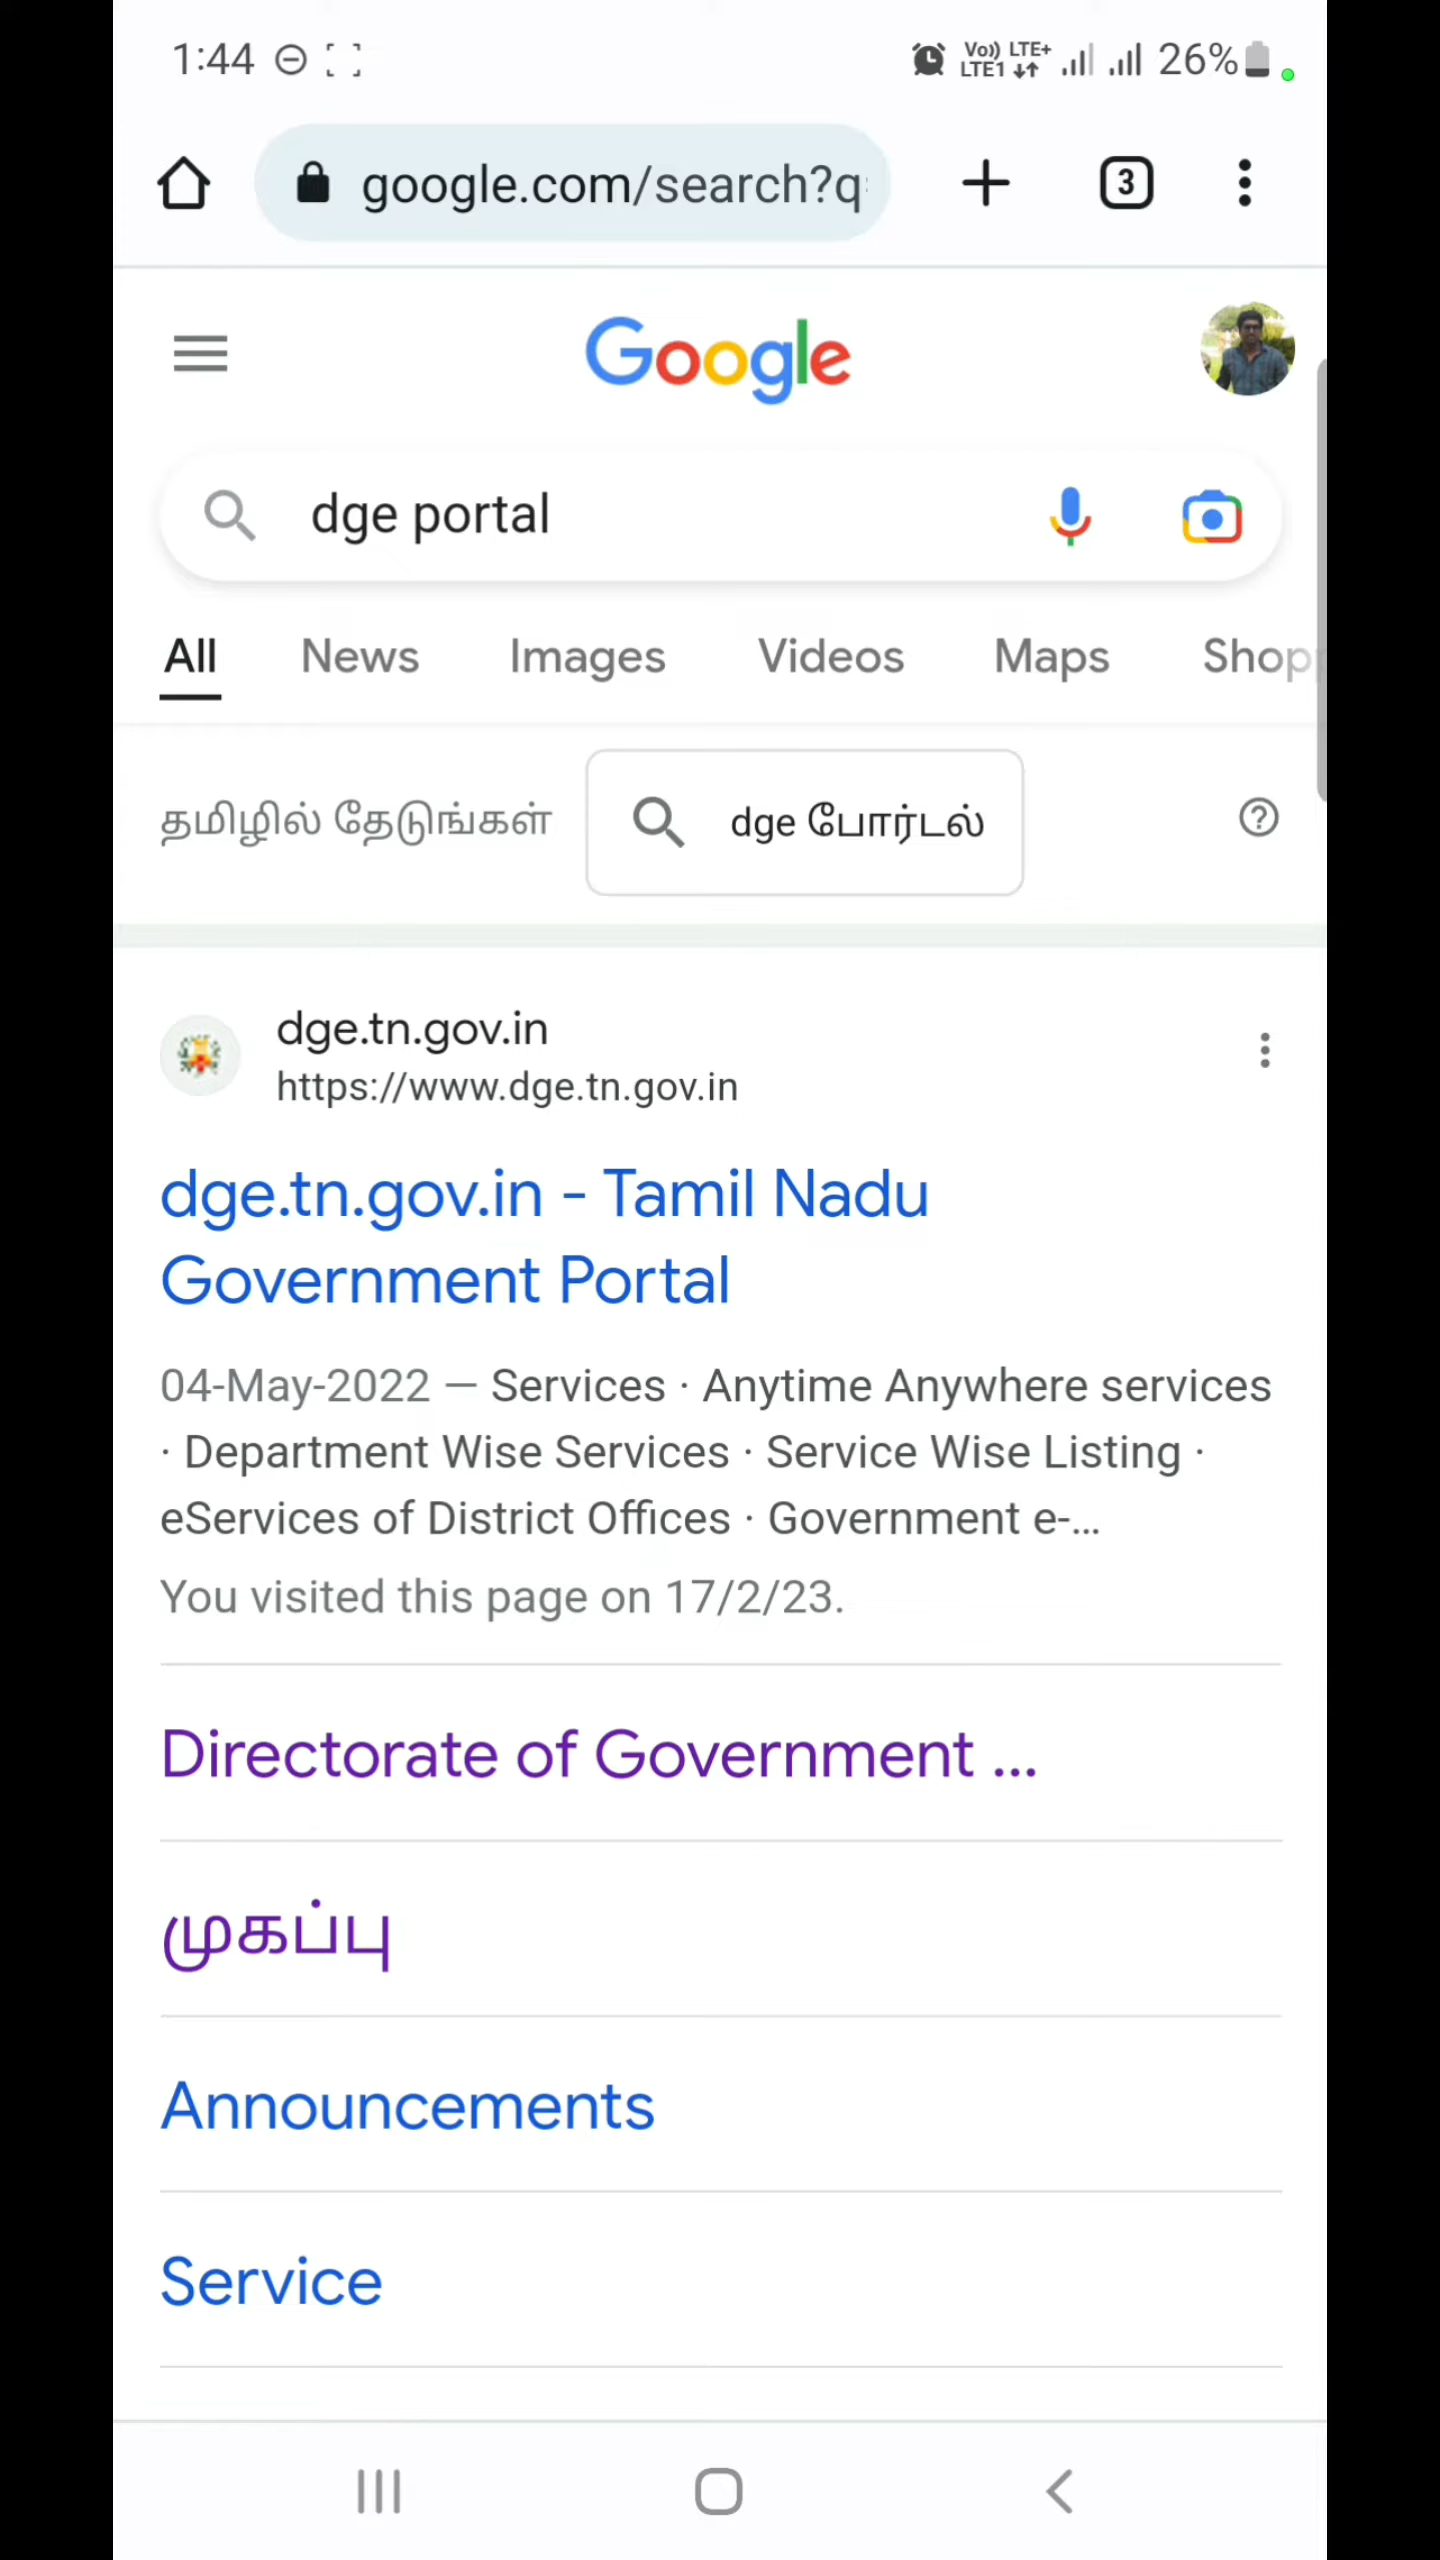 1:44 Vo)) LTE1 LTE+ 26%
google.com/search?q
3
Google
dge portal
All News Images Videos Maps Shopp
தமிழில் தேடுங்கள் dge போர்டல்
dge.tn.gov.in
https://www.dge.tn.gov.in
dge.tn.gov.in - Tamil Nadu
Government Portal
04-May-2022 — Services · Anytime Anywhere services
· Department Wise Services · Service Wise Listing ·
eServices of District Offices · Government e-...
You visited this page on 17/2/23.
Directorate of Government ...
முகப்பு
Announcements
Service